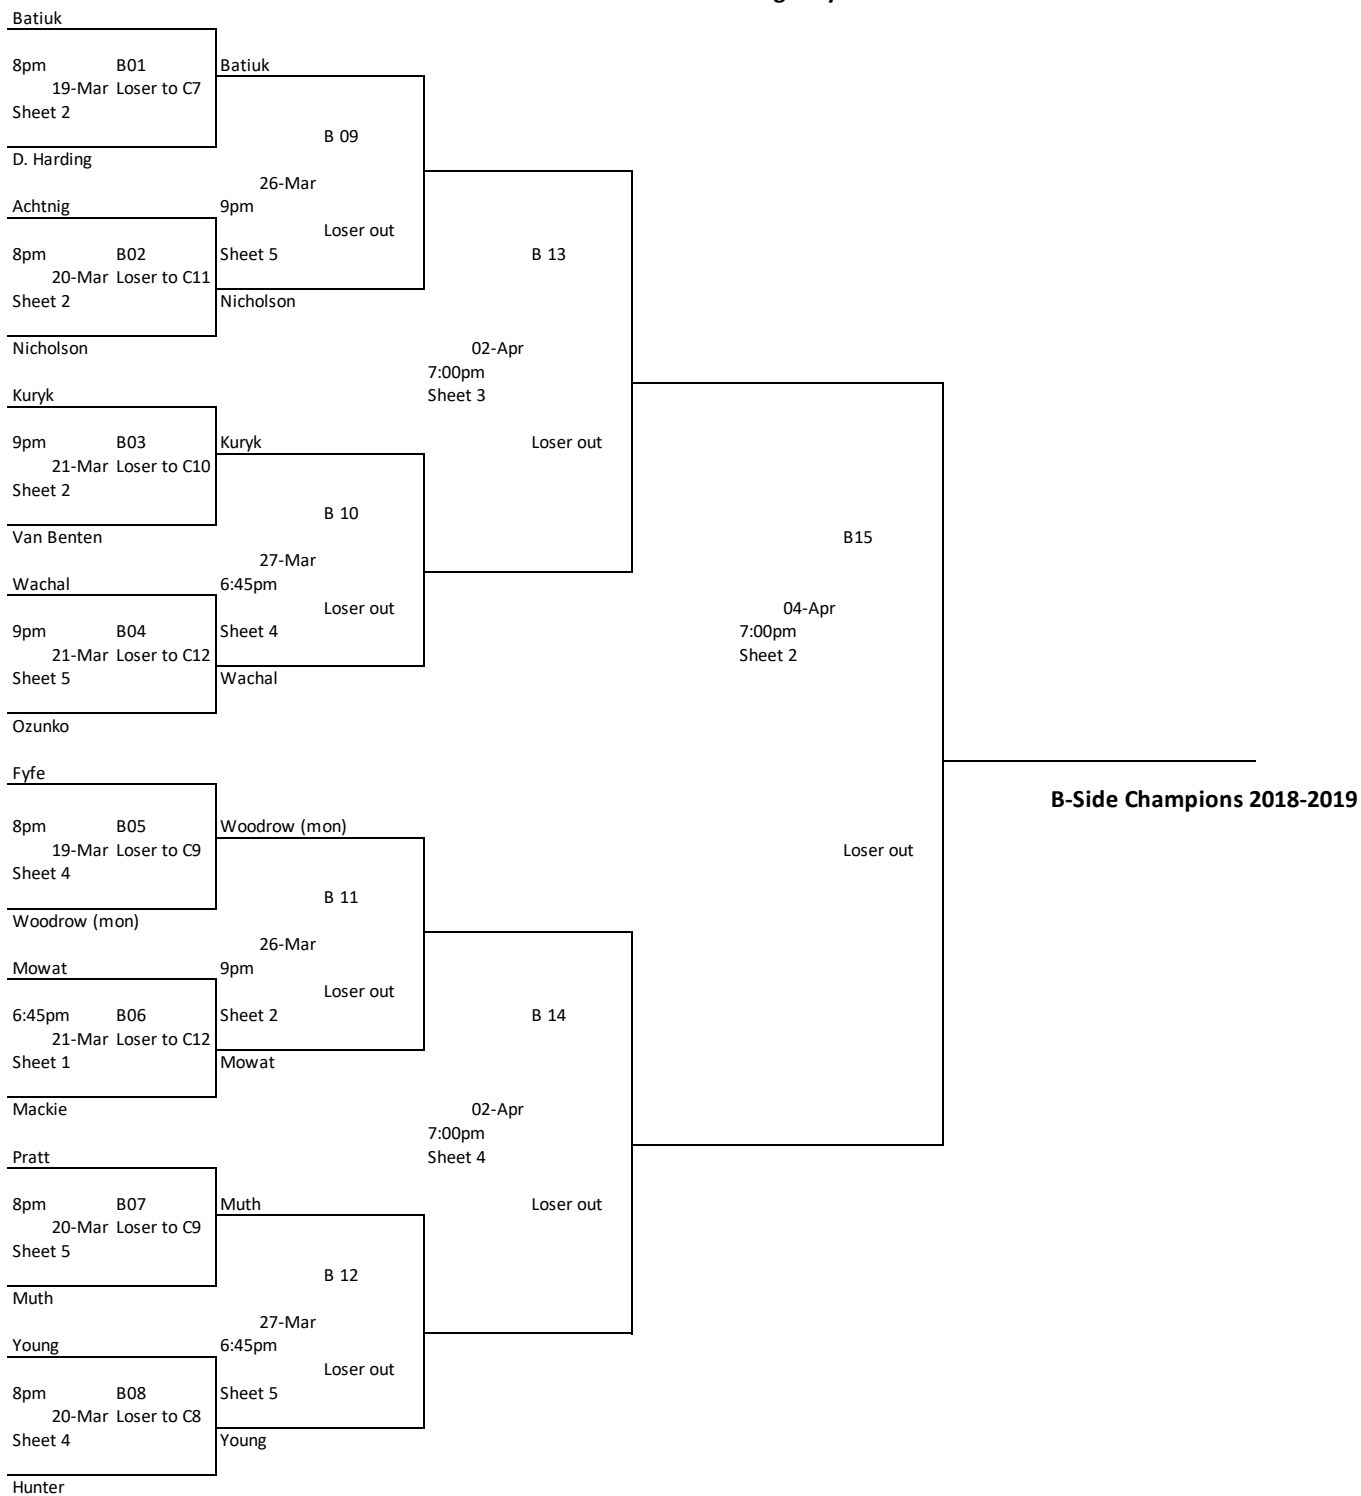 Batiuk
8pm B01 Batiuk
19-Mar Loser to C7
Sheet 2
B 09
D. Harding
26-Mar
Achtnig 9pm
Loser out
8pm B02 Sheet 5 B 13
20-Mar Loser to C11
Sheet 2 Nicholson
Nicholson 02-Apr
7:00pm
Kuryk Sheet 3
9pm B03 Kuryk Loser out
21-Mar Loser to C10
Sheet 2
B 10
Van Benten B15
27-Mar
Wachal 6:45pm
Loser out 04-Apr
9pm B04 Sheet 4 7:00pm
21-Mar Loser to C12 Sheet 2
Sheet 5 Wachal
Ozunko
Fyfe
B-Side Champions 2018-2019
8pm B05 Woodrow (mon)
19-Mar Loser to C9 Loser out
Sheet 4
B 11
Woodrow (mon)
26-Mar
Mowat 9pm
Loser out
6:45pm B06 Sheet 2 B 14
21-Mar Loser to C12
Sheet 1 Mowat
Mackie 02-Apr
7:00pm
Pratt Sheet 4
8pm B07 Muth Loser out
20-Mar Loser to C9
Sheet 5
B 12
Muth
27-Mar
Young 6:45pm
Loser out
8pm B08 Sheet 5
20-Mar Loser to C8
Sheet 4 Young
Hunter